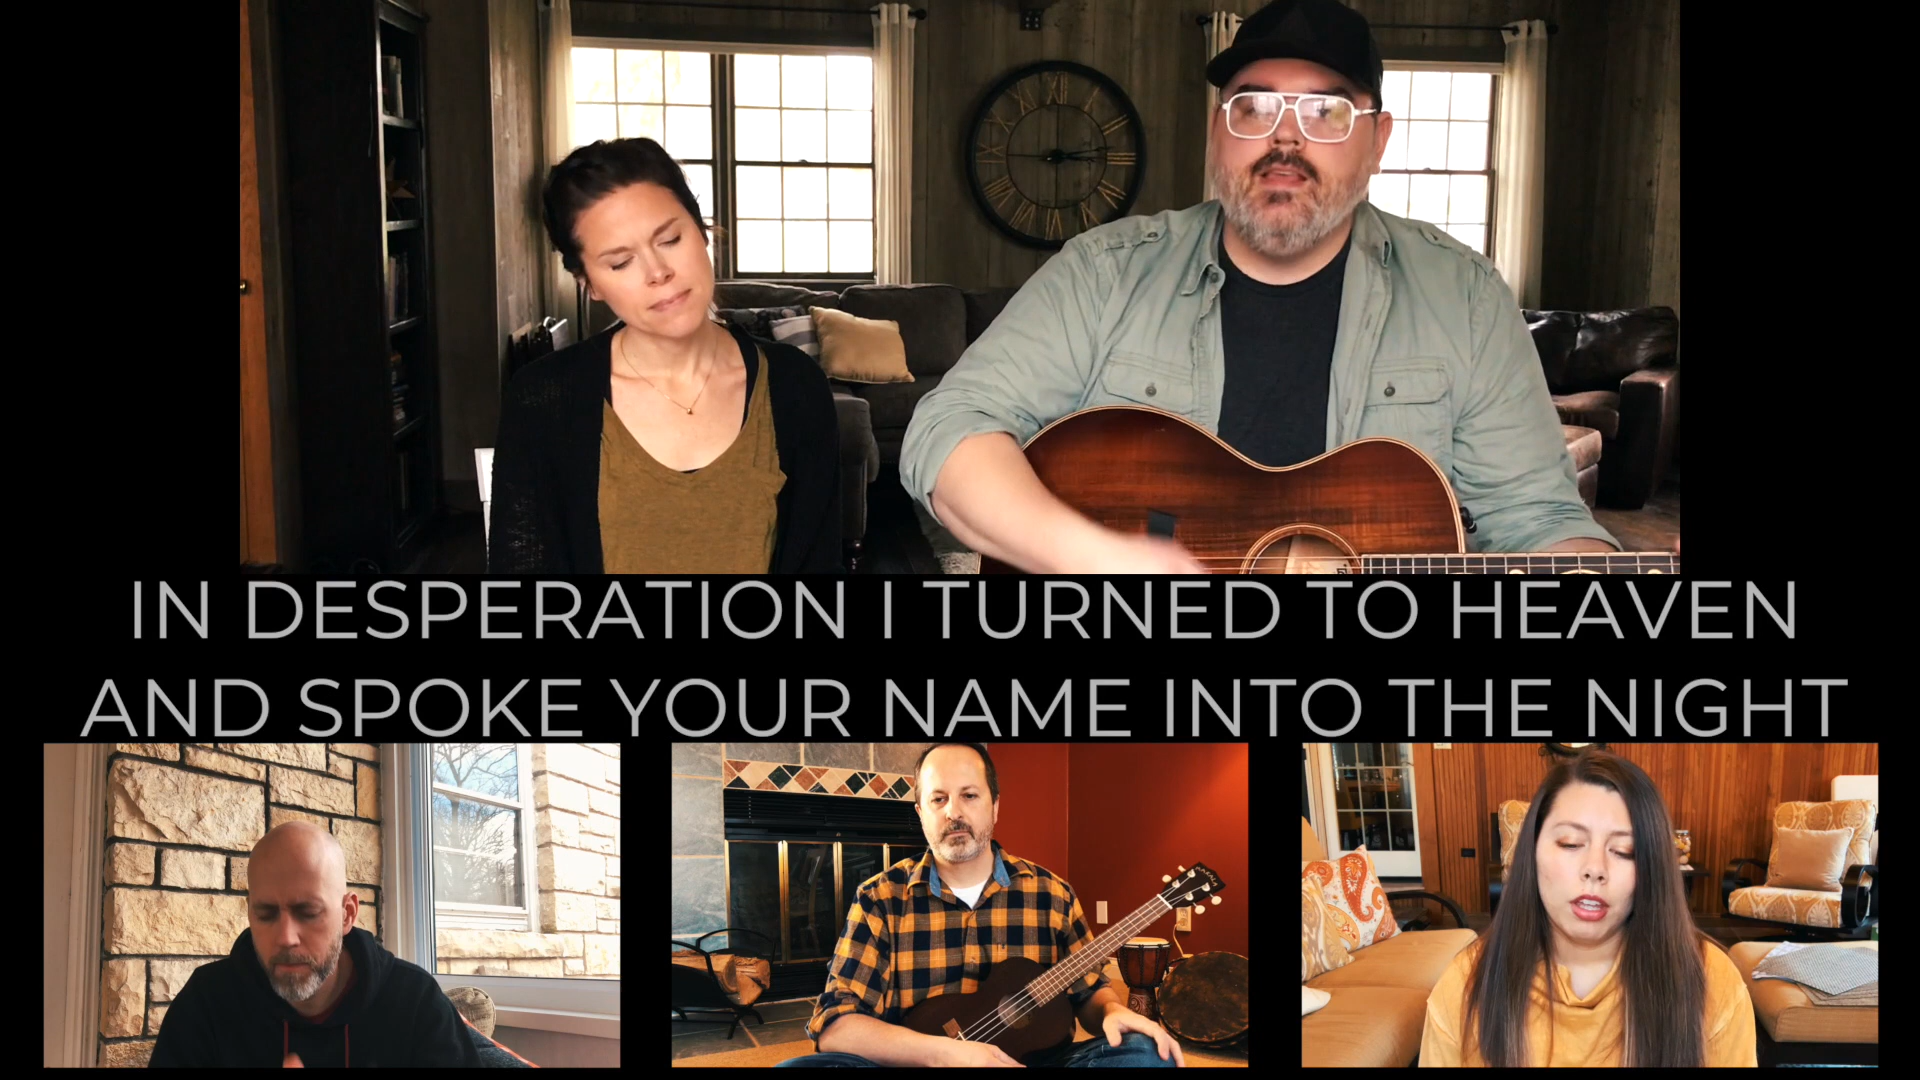 IN DESPERATION I TURNED TO HEAVEN
AND SPOKE YOUR NAME INTO THE NIGHT